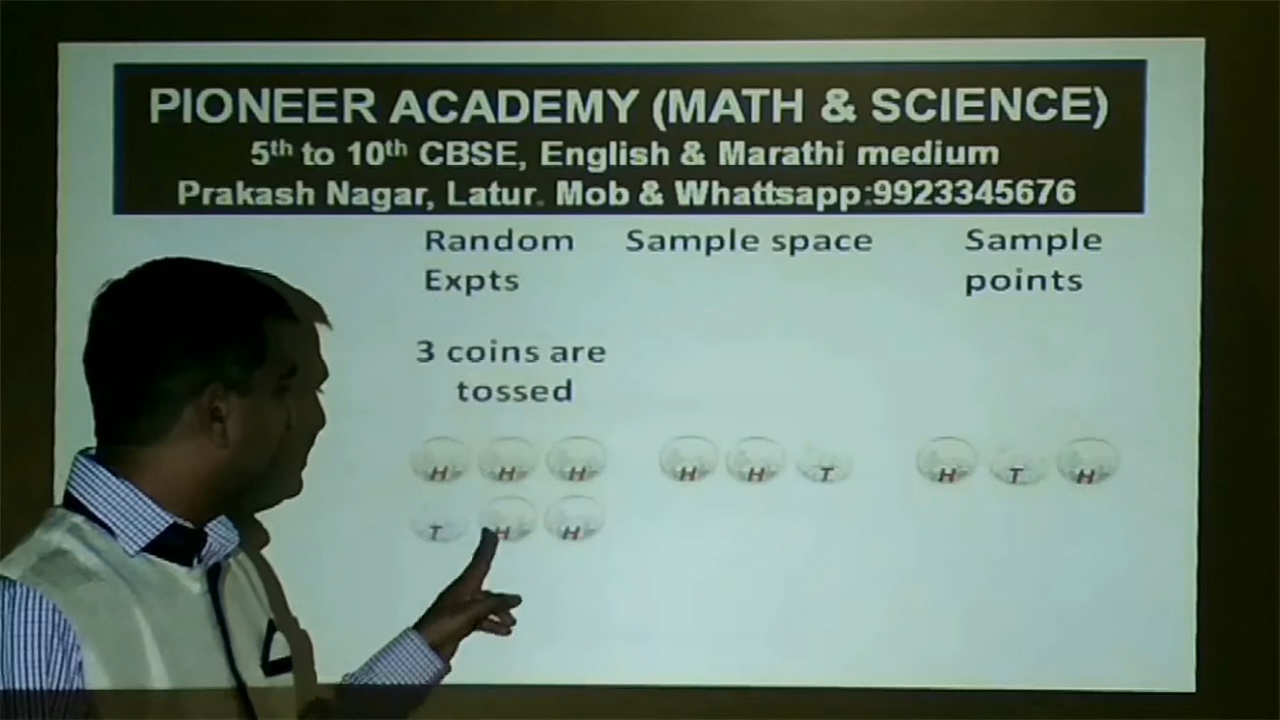 PIONEER ACADEMY (MATH & SCIENCE)
5th to 10th CBSE, English & Marathi medium
Prakash Nagar, Latur. Mob & Whattsapp:9923345676
Random Sample space Sample
Expts points
3 coins are
tossed
H H H H H T H T H
T H H